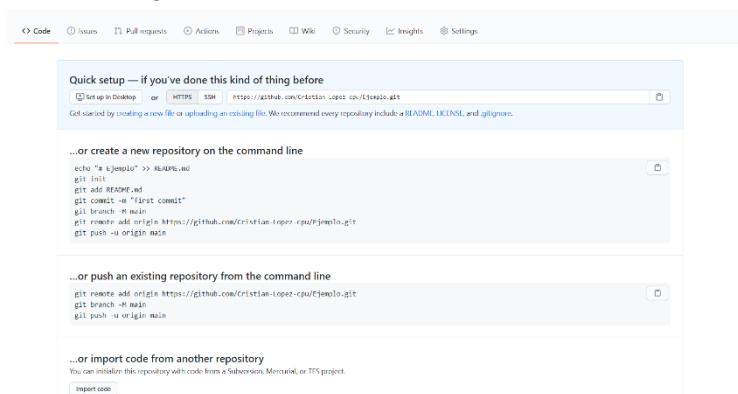 <> Code Issues Pull requests Actions Projects Wiki Security Insights Settings
Quick setup — if you've done this kind of thing before
Set up in Desktop or HTTPS SSH https://github.com/Cristian-Lopez-cpu/Ejemplo.git
Get started by creating a new file or uploading an existing file. We recommend every repository include a README, LICENSE, and .gitignore.
...or create a new repository on the command line
echo "# Ejemplo" >> README.md
git init
git add README.md
git commit -m "first commit"
git branch -M main
git remote add origin https://github.com/Cristian-Lopez-cpu/Ejemplo.git
git push -u origin main
...or push an existing repository from the command line
git remote add origin https://github.com/Cristian-Lopez-cpu/Ejemplo.git
git branch -M main
git push -u origin main
...or import code from another repository
You can initialize this repository with code from a Subversion, Mercurial, or TFS project.
Import code